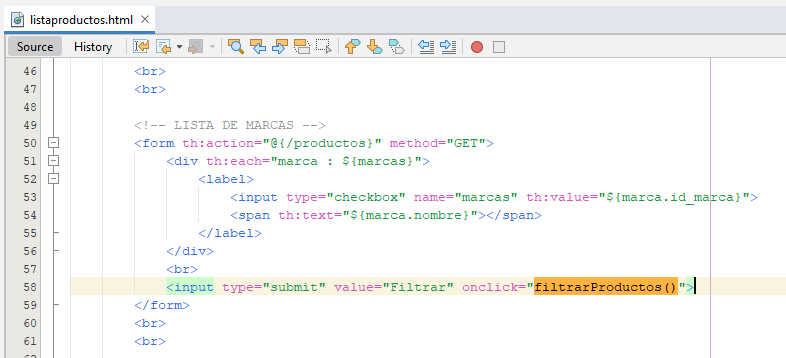 listaproductos.html
Source History
46 <br>
47 <br>
48
49 <!-- LISTA DE MARCAS -->
50 <form th:action="@{/productos}" method="GET">
51 <div th:each="marca : ${marcas}">
52 <label>
53 <input type="checkbox" name="marcas" th:value="${marca.id_marca}">
54 <span th:text="${marca.nombre}"></span>
55 </label>
56 </div>
57 <br>
58 <input type="submit" value="Filtrar" onclick="filtrarProductos()">
59 </form>
60 <br>
61 <br>